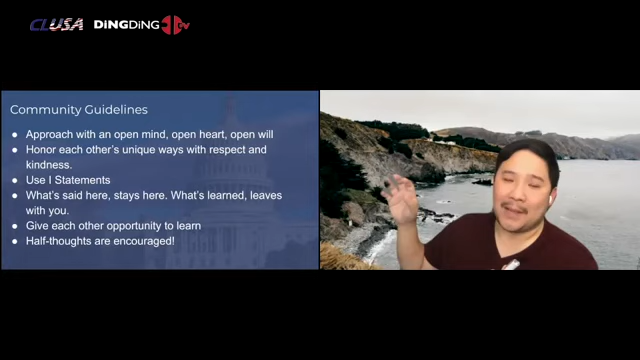 CLUSA DiNGDiNG TV
Community Guidelines
• Approach with an open mind, open heart, open will
• Honor each other's unique ways with respect and
kindness.
• Use I Statements
• What's said here, stays here. What's learned, leaves
with you.
• Give each other opportunity to learn
• Half-thoughts are encouraged!